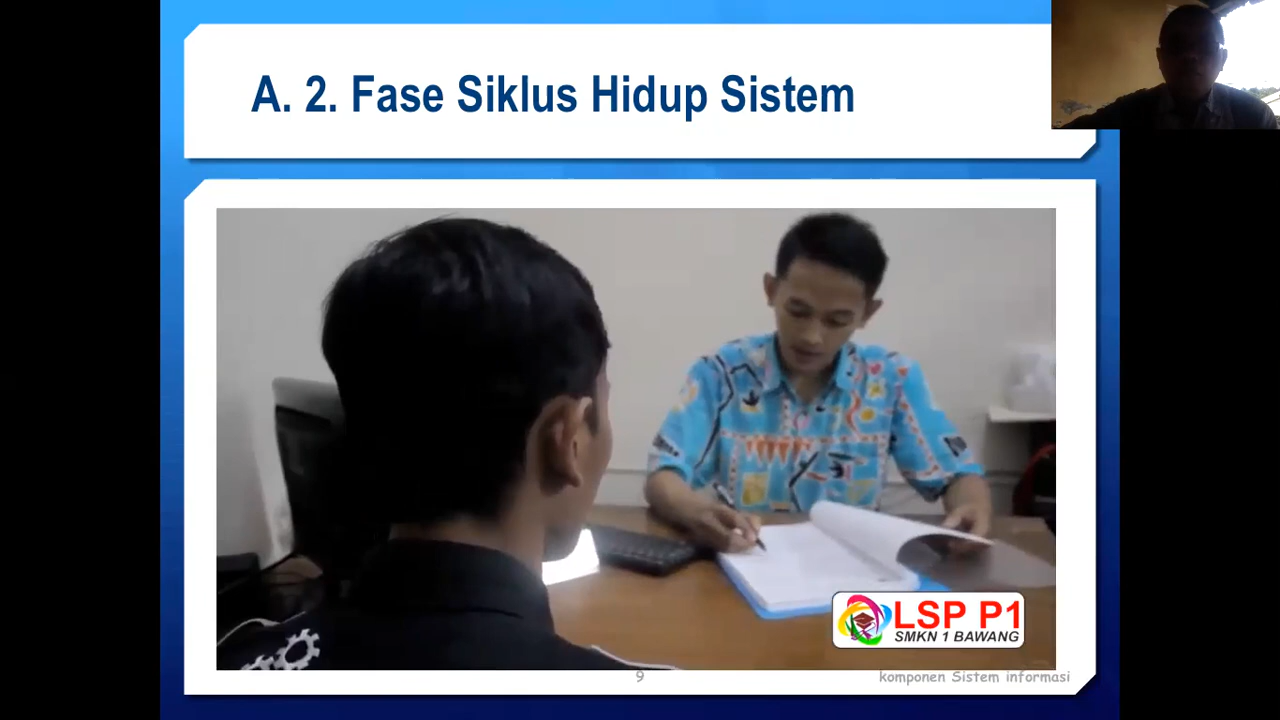 A. 2. Fase Siklus Hidup Sistem
LSP P1
SMKN 1 BAWANG
9
komponen Sistem informasi